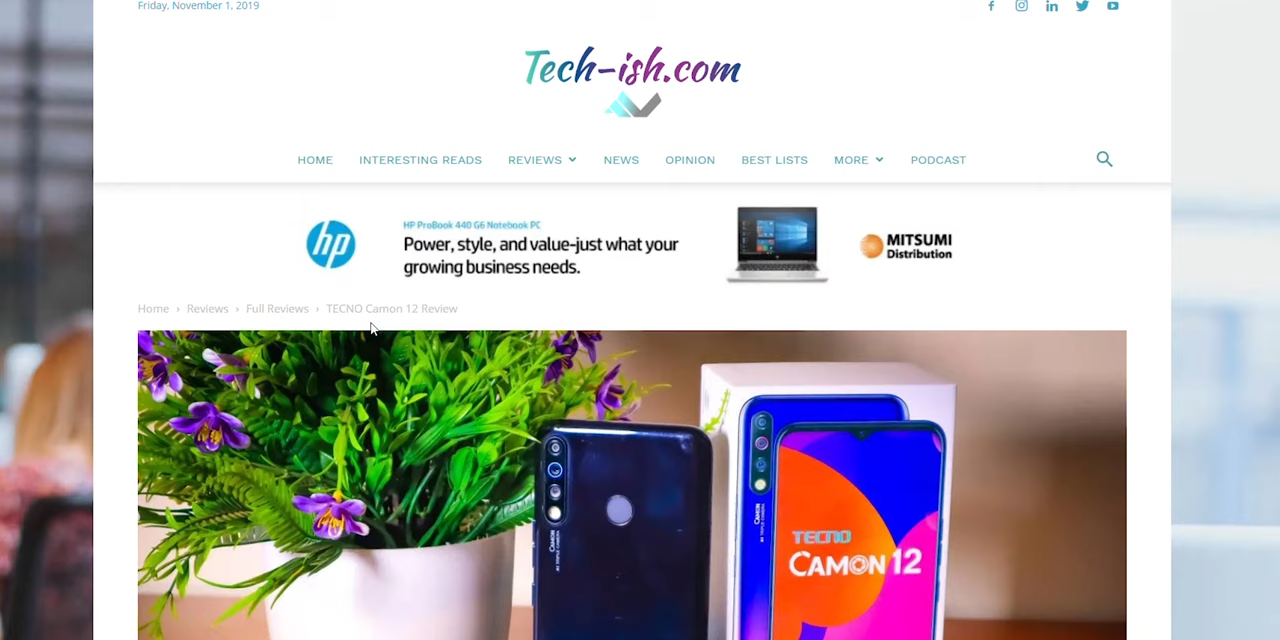 Friday, November 1, 2019
Tech-ish.com
HOME INTERESTING READS REVIEWS NEWS OPINION BEST LISTS MORE PODCAST
hp
HP ProBook 440 G6 Notebook PC
Power, style, and value-just what your
growing business needs.
MITSUMI
Distribution
Home › Reviews › Full Reviews › TECNO Camon 12 Review
TECNO
CAMON 12